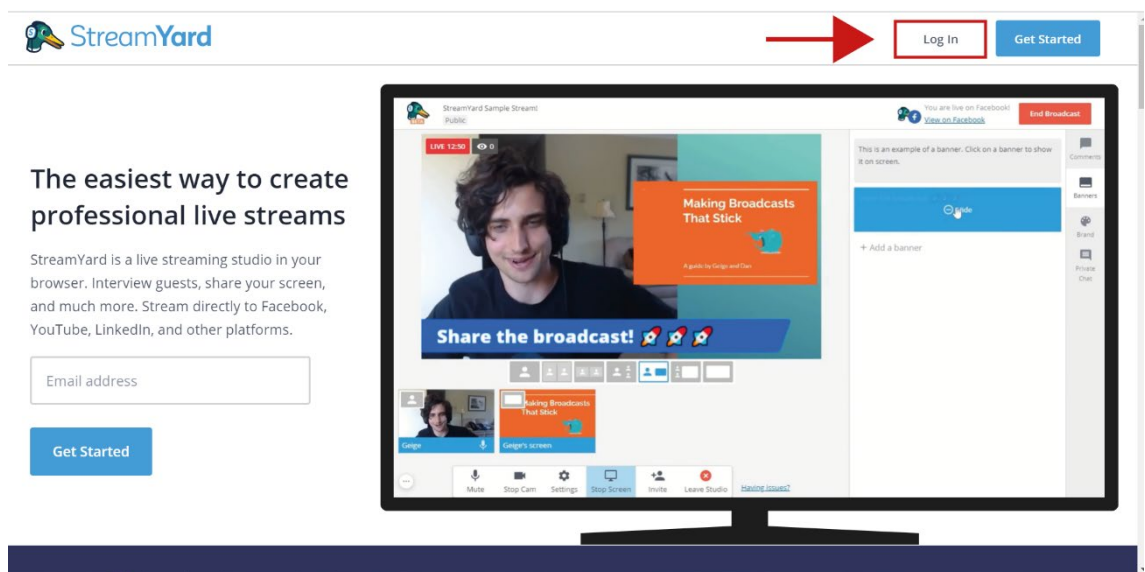 StreamYard
Log In
Get Started
The easiest way to create
professional live streams
StreamYard is a live streaming studio in your
browser. Interview guests, share your screen,
and much more. Stream directly to Facebook,
YouTube, LinkedIn, and other platforms.
Email address
Get Started
StreamYard Sample Stream!
Public
You are live on Facebook!
View on Facebook
End Broadcast
LIVE 12:50
0
Making Broadcasts
That Stick
A guide by Geige and Dan
Share the broadcast!
This is an example of a banner. Click on a banner to show
it on screen.
Hide
+ Add a banner
Comments
Banners
Brand
Private
Chat
Making Broadcasts
That Stick
Geige
Geige's screen
Mute
Stop Cam
Settings
Stop Screen
Invite
Leave Studio
Having issues?